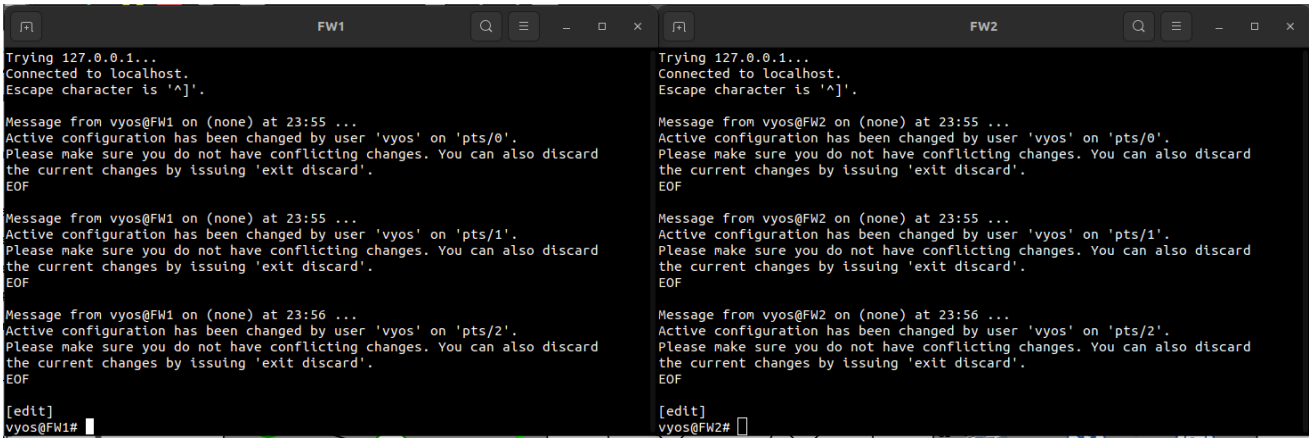 FW1
Trying 127.0.0.1...
Connected to localhost.
Escape character is '^]'.
Message from vyos@FW1 on (none) at 23:55 ...
Active configuration has been changed by user 'vyos' on 'pts/0'.
Please make sure you do not have conflicting changes. You can also discard
the current changes by issuing 'exit discard'.
EOF
Message from vyos@FW1 on (none) at 23:55 ...
Active configuration has been changed by user 'vyos' on 'pts/1'.
Please make sure you do not have conflicting changes. You can also discard
the current changes by issuing 'exit discard'.
EOF
Message from vyos@FW1 on (none) at 23:56 ...
Active configuration has been changed by user 'vyos' on 'pts/2'.
Please make sure you do not have conflicting changes. You can also discard
the current changes by issuing 'exit discard'.
EOF
[edit]
vyos@FW1#
FW2
Trying 127.0.0.1...
Connected to localhost.
Escape character is '^]'.
Message from vyos@FW2 on (none) at 23:55 ...
Active configuration has been changed by user 'vyos' on 'pts/0'.
Please make sure you do not have conflicting changes. You can also discard
the current changes by issuing 'exit discard'.
EOF
Message from vyos@FW2 on (none) at 23:55 ...
Active configuration has been changed by user 'vyos' on 'pts/1'.
Please make sure you do not have conflicting changes. You can also discard
the current changes by issuing 'exit discard'.
EOF
Message from vyos@FW2 on (none) at 23:56 ...
Active configuration has been changed by user 'vyos' on 'pts/2'.
Please make sure you do not have conflicting changes. You can also discard
the current changes by issuing 'exit discard'.
EOF
[edit]
vyos@FW2#